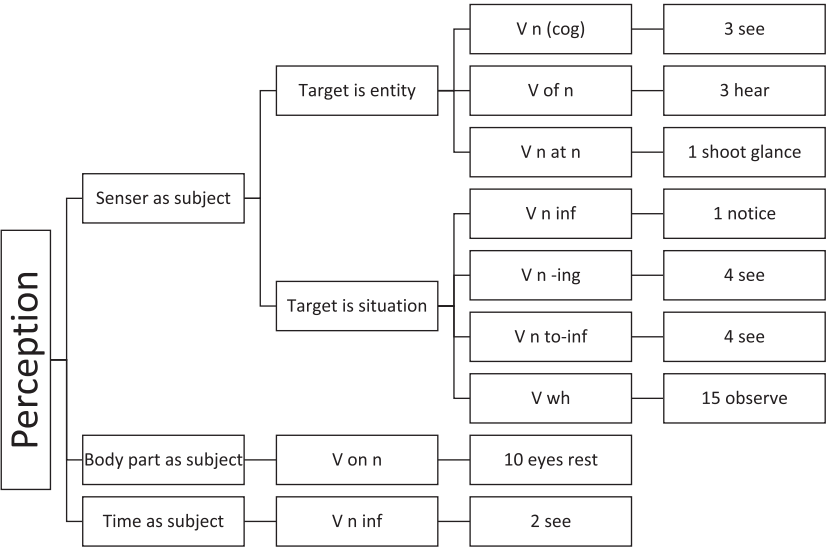 Perception
Senser as subject
Target is entity
V n (cog)
3 see
V of n
3 hear
V n at n
1 shoot glance
Target is situation
V n inf
1 notice
V n -ing
4 see
V n to-inf
4 see
V wh
15 observe
Body part as subject
V on n
10 eyes rest
Time as subject
V n inf
2 see